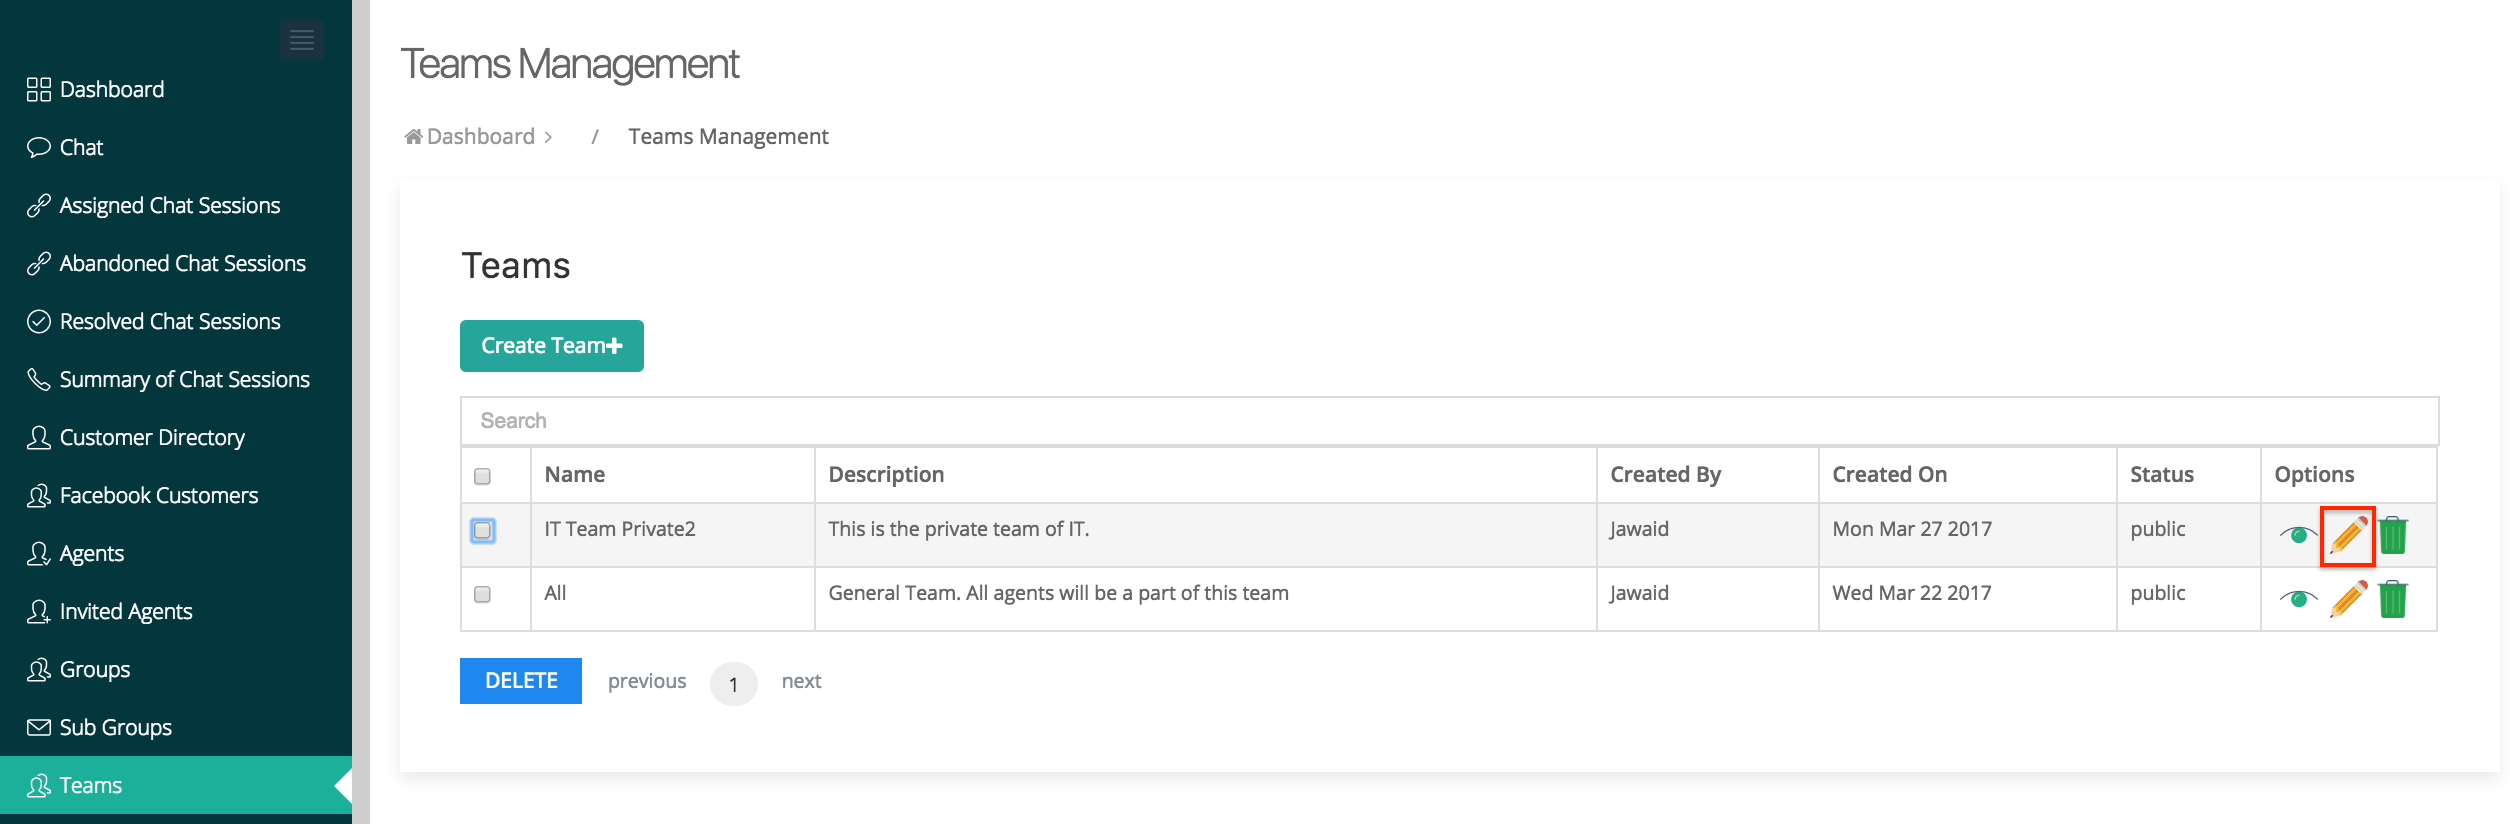 Dashboard
Chat
Assigned Chat Sessions
Abandoned Chat Sessions
Resolved Chat Sessions
Summary of Chat Sessions
Customer Directory
Facebook Customers
Agents
Invited Agents
Groups
Sub Groups
Teams
Teams Management
Dashboard > / Teams Management
Teams
Create Team+
Search
Name Description Created By Created On Status Options
IT Team Private2 This is the private team of IT. Jawaid Mon Mar 27 2017 public
All General Team. All agents will be a part of this team Jawaid Wed Mar 22 2017 public
DELETE previous 1 next